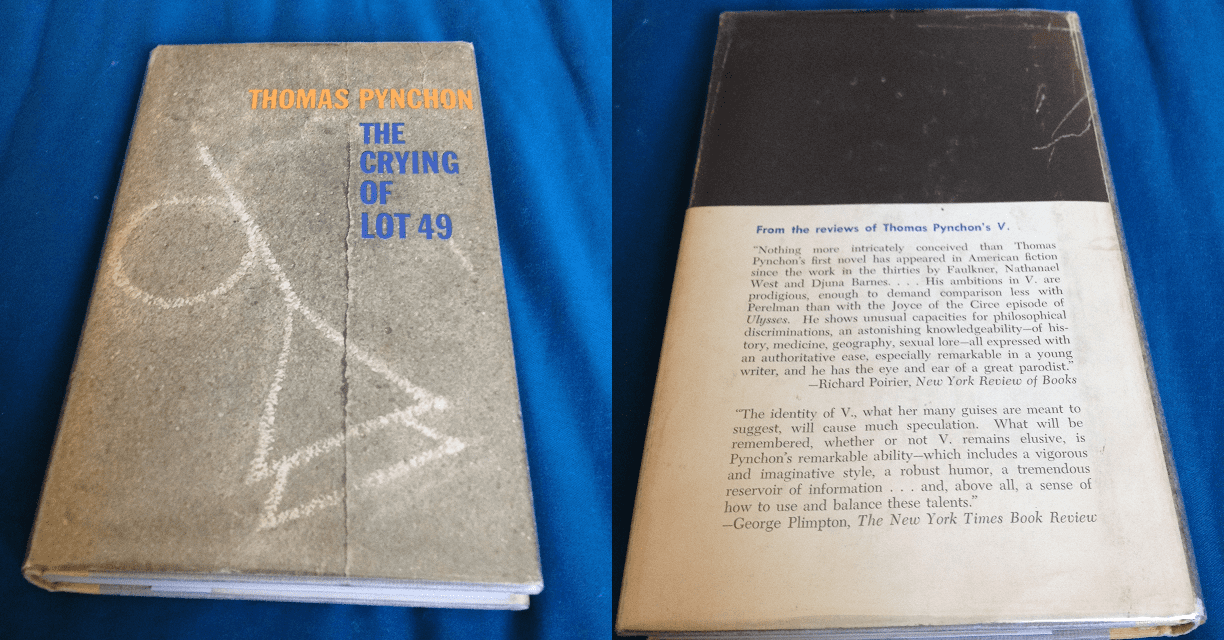 THOMAS PYNCHON
THE
CRYING
OF
LOT 49
From the reviews of Thomas Pynchon's V.
"Nothing more intricately conceived than Thomas
Pynchon's first novel has appeared in American fiction
since the work in the thirties by Faulkner, Nathanael
West and Djuna Barnes. . . . His ambitions in V. are
prodigious, enough to demand comparison less with
Perelman than with the Joyce of the Circe episode of
Ulysses. He shows unusual capacities for philosophical
discriminations, an astonishing knowledgeability—of his-
tory, medicine, geography, sexual lore—all expressed with
an authoritative ease, especially remarkable in a young
writer, and he has the eye and ear of a great parodist."
—Richard Poirier, New York Review of Books
"The identity of V., what her many guises are meant to
suggest, will cause much speculation. What will be
remembered, whether or not V. remains elusive, is
Pynchon's remarkable ability—which includes a vigorous
and imaginative style, a robust humor, a tremendous
reservoir of information . . . and, above all, a sense of
how to use and balance these talents."
—George Plimpton, The New York Times Book Review